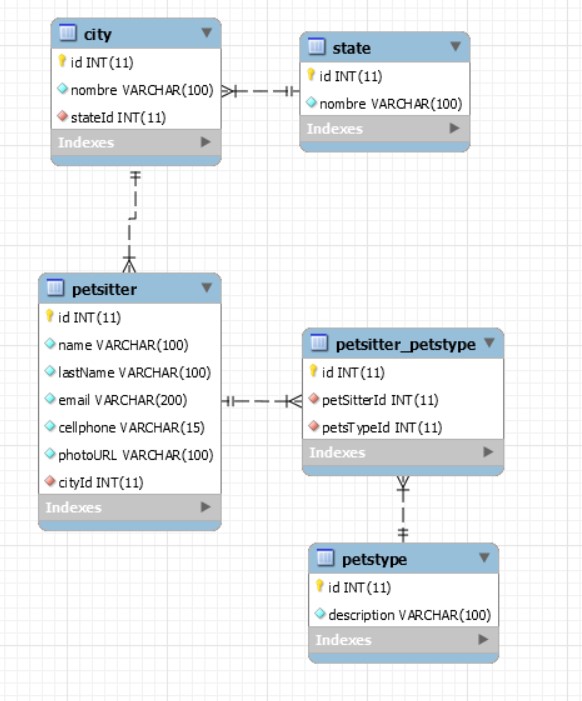 city
id INT(11)
nombre VARCHAR(100)
stateId INT(11)
Indexes
state
id INT(11)
nombre VARCHAR(100)
Indexes
petsitter
id INT(11)
name VARCHAR(100)
lastName VARCHAR(100)
email VARCHAR(200)
cellphone VARCHAR(15)
photoURL VARCHAR(100)
cityId INT(11)
Indexes
petsitter_petstype
id INT(11)
petSitterId INT(11)
petsTypeId INT(11)
Indexes
petstype
id INT(11)
description VARCHAR(100)
Indexes